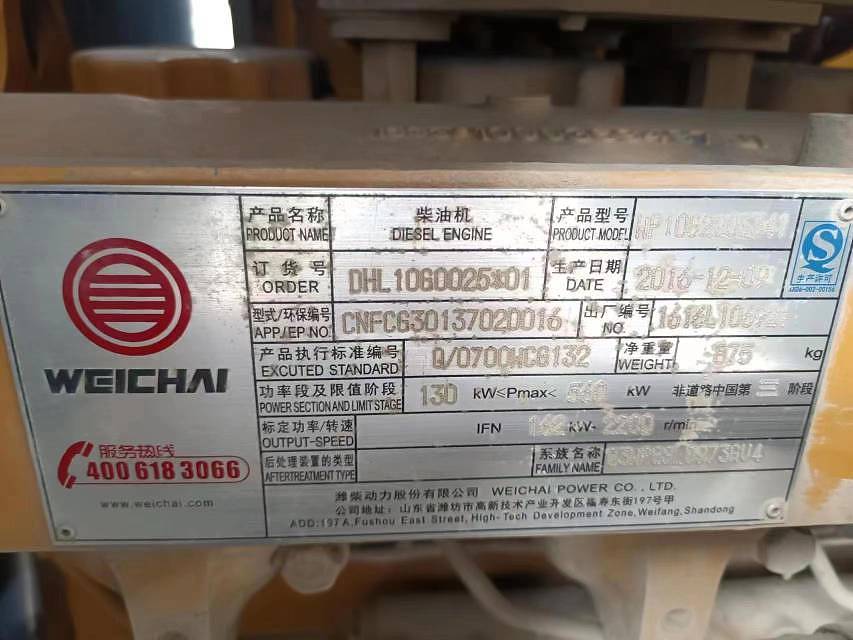 产品名称 柴油机 产品型号
PRODUCT NAME DIESEL ENGINE PRODUCT MODEL
订货号 DHL10G0025*01 生产日期
ORDER DATE 2016-12-09
型式/环保编号 CNFCG30137020016 出厂编号
APP/EP NO. NO.
产品执行标准编号 Q/0700WCG132 净重量 875 kg
EXCUTED STANDARD WEIGHT
功率段及限值阶段 130 kW≤Pmax< 560 kW 非道路中国第 三 阶段
POWER SECTION AND LIMIT STAGE
标定功率/转速 IFN kW- r/min
OUTPUT-SPEED
后处理装置的类型 系族名称
AFTERTREATMENT TYPE FAMILY NAME
WEICHAI
服务热线
400 618 3066
www.weichai.com
潍柴动力股份有限公司 WEICHAI POWER CO., LTD.
公司地址: 山东省潍坊市高新技术产业开发区福寿东街197号甲
ADD:197 A,Fushou East Street, High-Tech Development Zone,Weifang,Shandong
生产许可